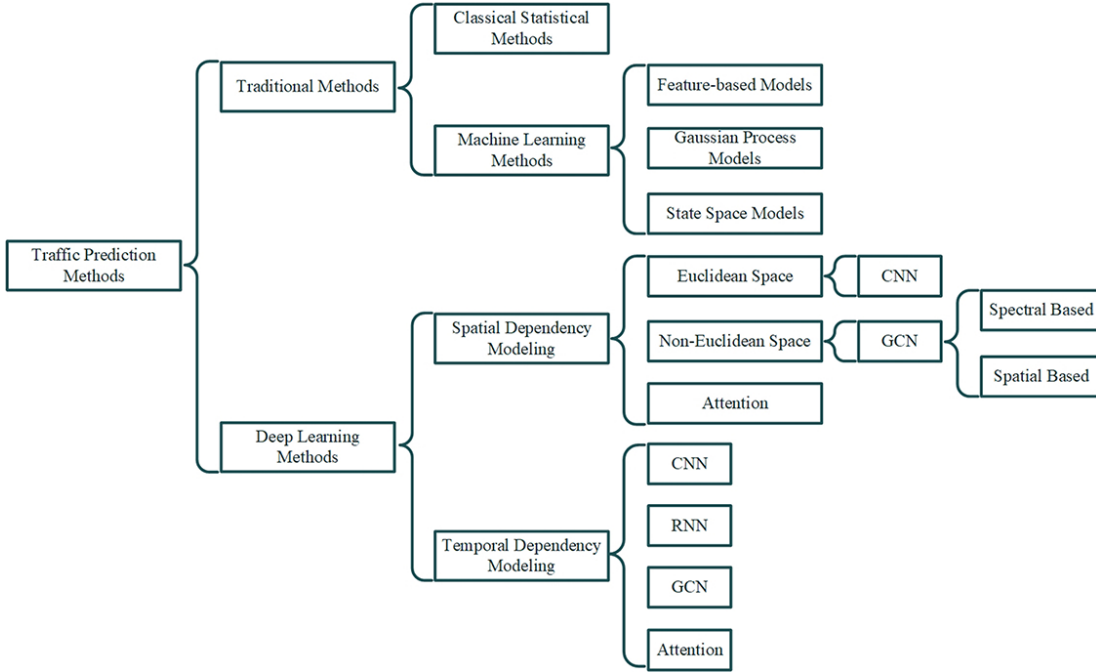 Traffic Prediction
Methods
Traditional Methods
Classical Statistical
Methods
Machine Learning
Methods
Feature-based Models
Gaussian Process
Models
State Space Models
Deep Learning
Methods
Spatial Dependency
Modeling
Euclidean Space
CNN
Non-Euclidean Space
GCN
Spectral Based
Spatial Based
Attention
Temporal Dependency
Modeling
CNN
RNN
GCN
Attention